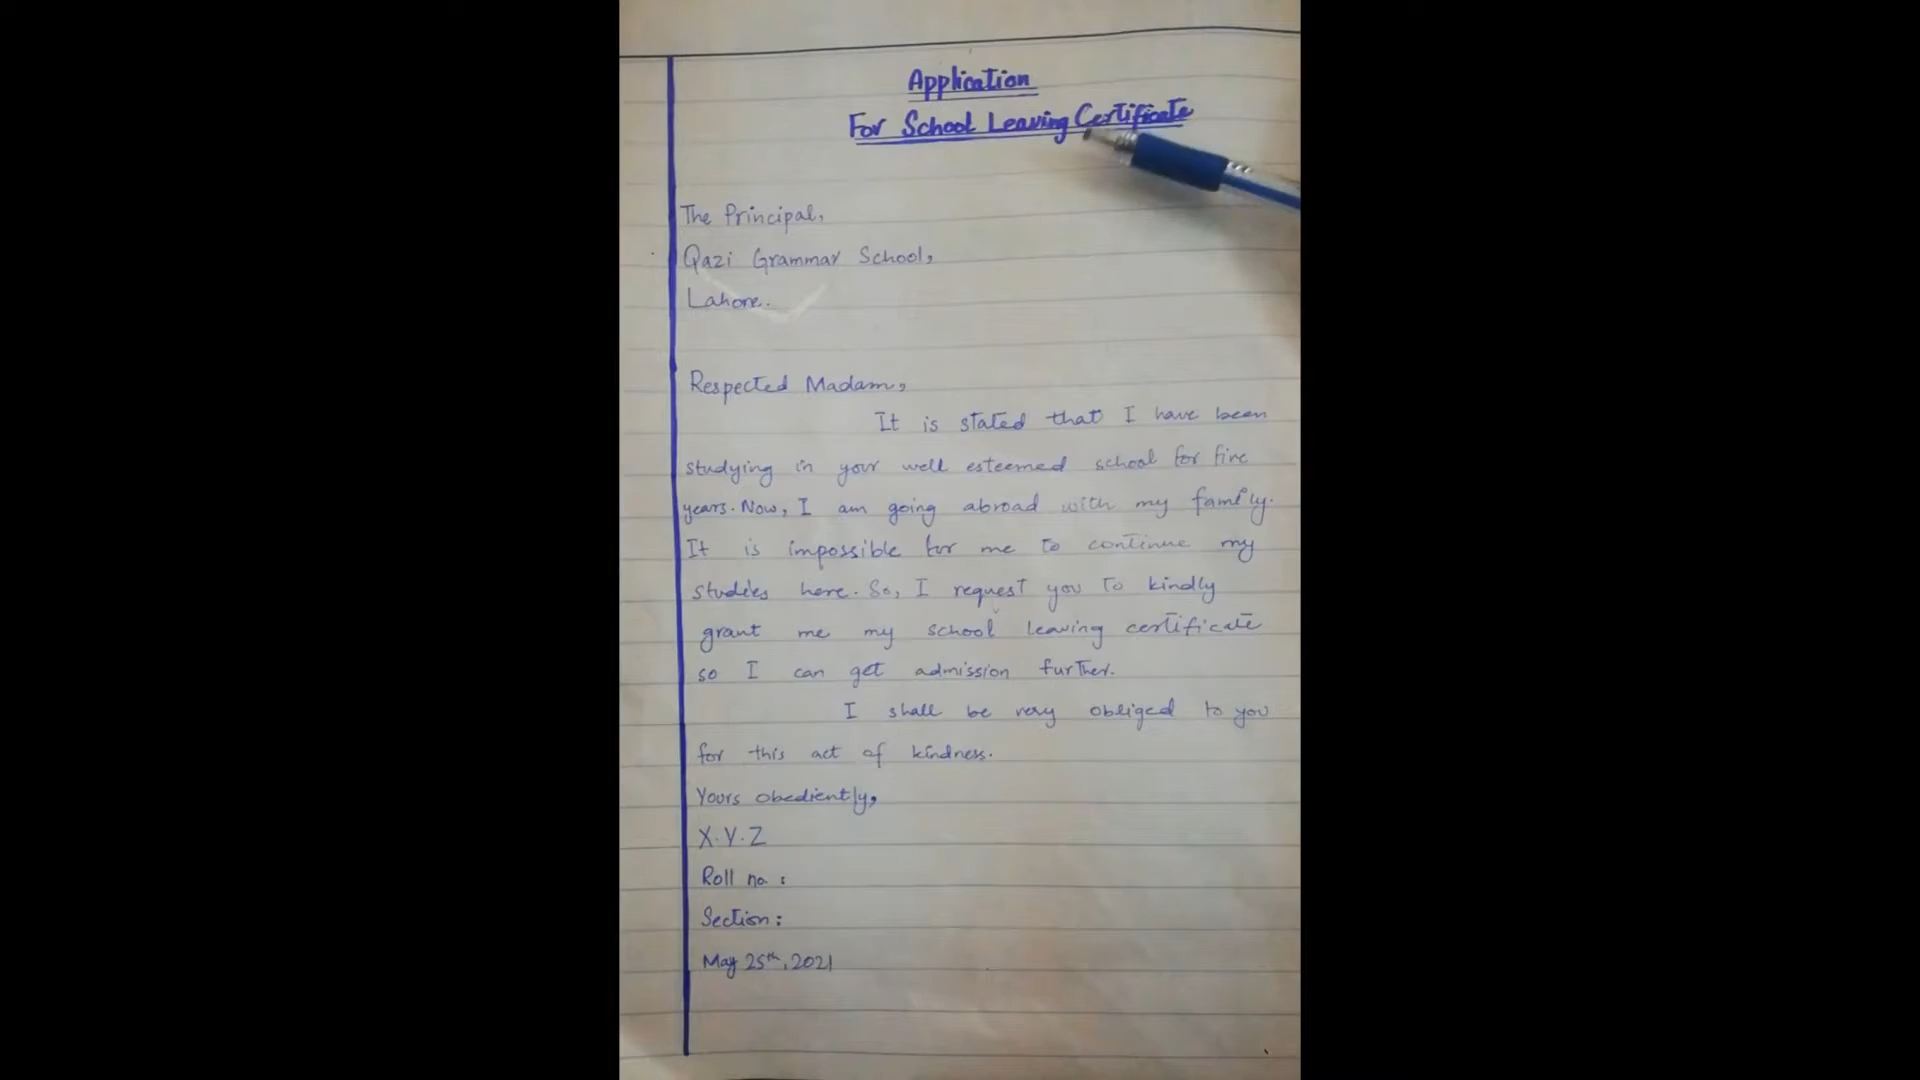 Application
For School Leaving Certificate
The Principal,
Qazi Grammar School,
Lahore.
Respected Madam,
It is stated that I have been
studying in your well esteemed school for five
years. Now, I am going abroad with my family.
It is impossible for me to continue my
studies here. So, I request you to kindly
grant me my school leaving certificate
so I can get admission further.
I shall be very obliged to you
for this act of kindness.
Yours obediently,
X.Y.Z
Roll no. :
Section:
May 25th, 2021